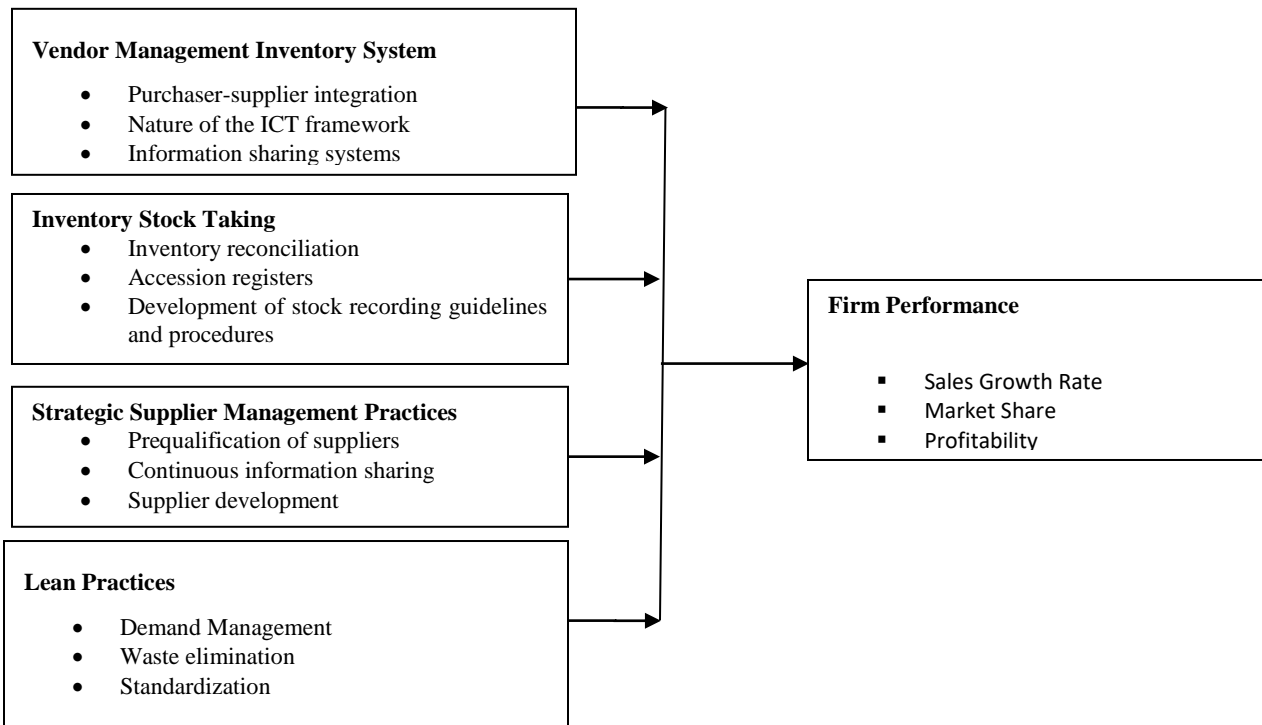 Vendor Management Inventory System
• Purchaser-supplier integration
• Nature of the ICT framework
• Information sharing systems
Inventory Stock Taking
• Inventory reconciliation
• Accession registers
• Development of stock recording guidelines
and procedures
Strategic Supplier Management Practices
• Prequalification of suppliers
• Continuous information sharing
• Supplier development
Lean Practices
• Demand Management
• Waste elimination
• Standardization
Firm Performance
▪ Sales Growth Rate
▪ Market Share
▪ Profitability